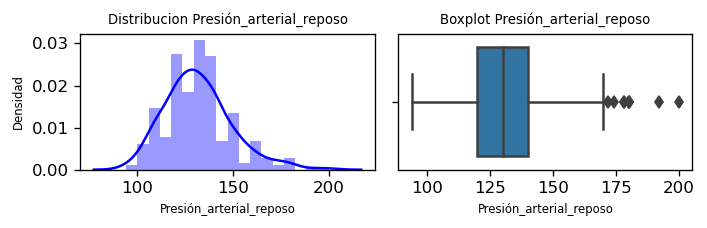 Distribucion Presión_arterial_reposo
Densidad
0.03
0.02
0.01
0.00
100
150
200
Presión_arterial_reposo
Boxplot Presión_arterial_reposo
100
125
150
175
200
Presión_arterial_reposo